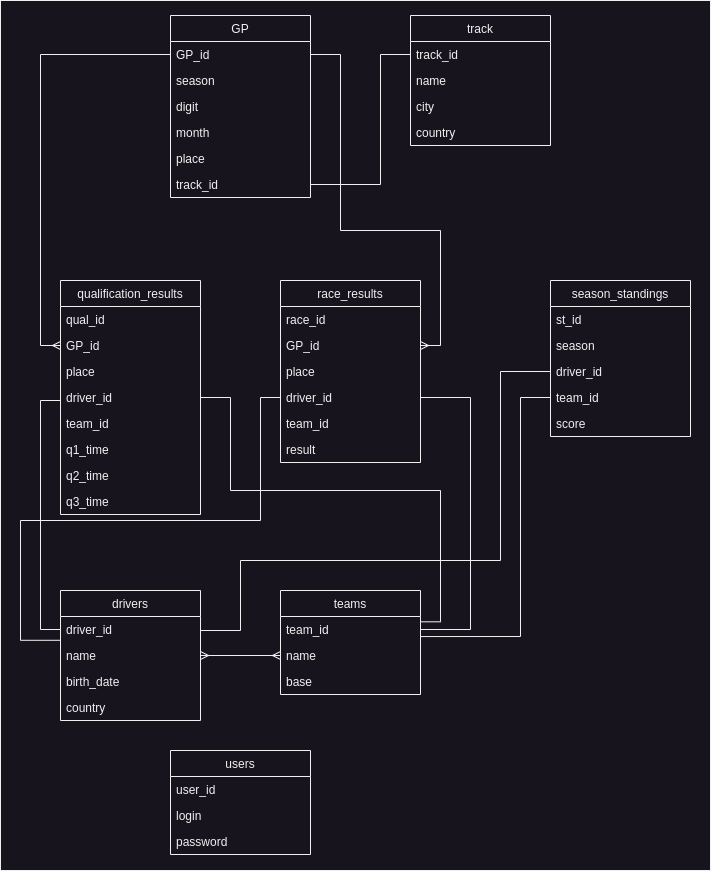 GP
GP_id
season
digit
month
place
track_id
track
track_id
name
city
country
qualification_results
qual_id
GP_id
place
driver_id
team_id
q1_time
q2_time
q3_time
race_results
race_id
GP_id
place
driver_id
team_id
result
season_standings
st_id
season
driver_id
team_id
score
drivers
driver_id
name
birth_date
country
teams
team_id
name
base
users
user_id
login
password